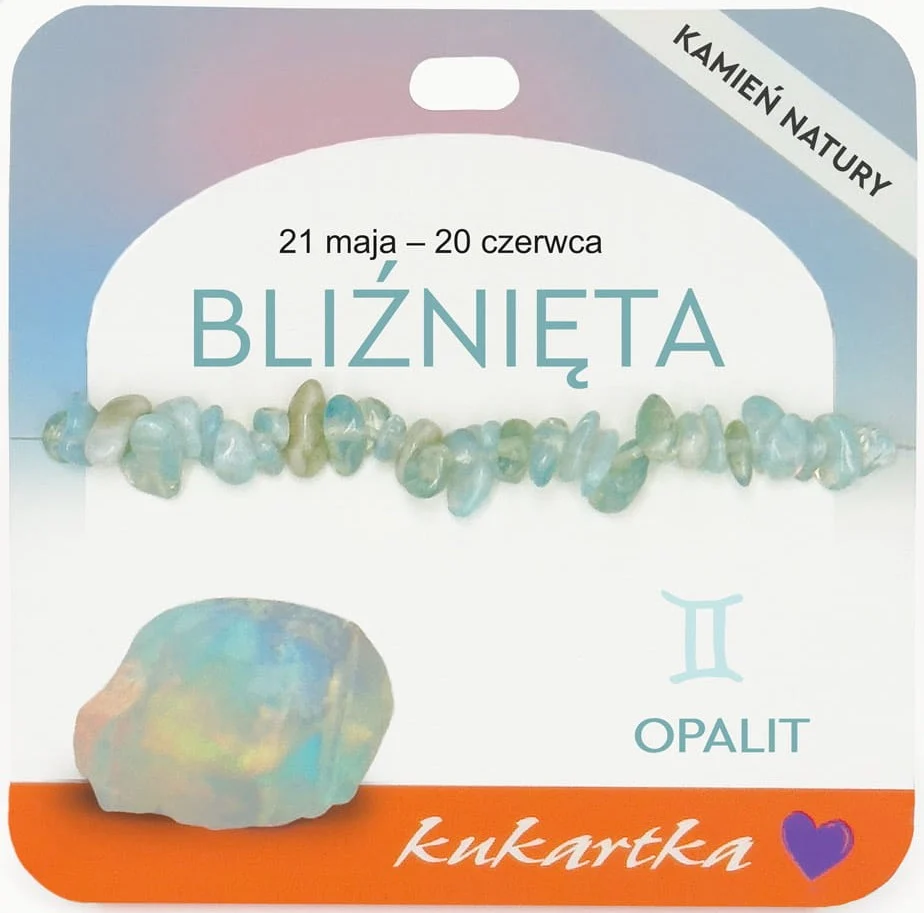 KAMIEŃ NATURY
21 maja – 20 czerwca
BLIŹNIĘTA
OPALIT
kukartka